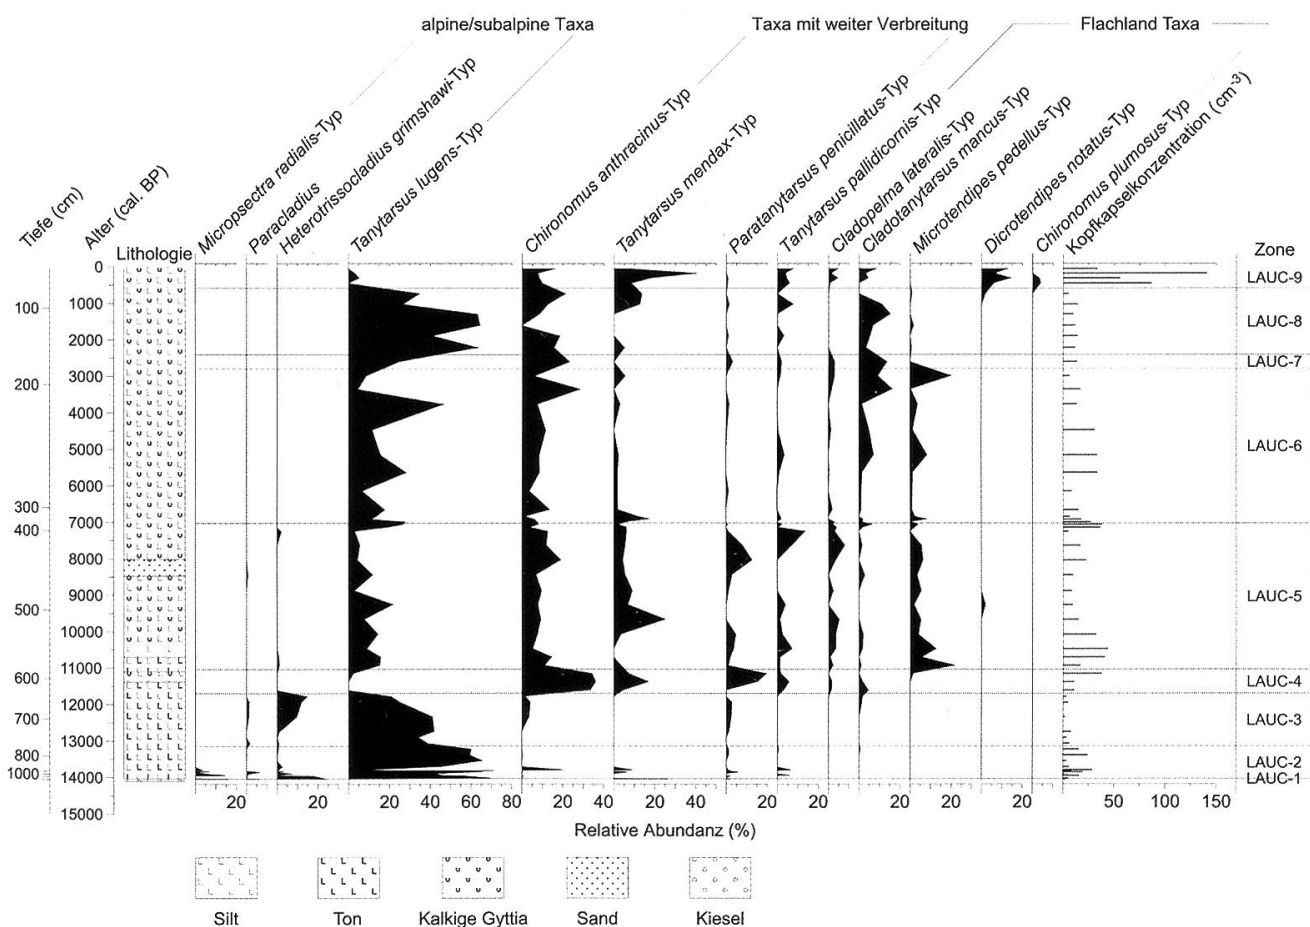 alpine/subalpine Taxa
Taxa mit weiter Verbreitung
Flachland Taxa
Tiefe (cm)
Alter (cal. BP)
Lithologie
Micropsectra radialis-Typ
Paracladius
Heterotrissocladius grimshawi-Typ
Tanytarsus lugens-Typ
Chironomus anthracinus-Typ
Tanytarsus mendax-Typ
Paratanytarsus penicillatus-Typ
Tanytarsus pallidicornis-Typ
Cladopelma lateralis-Typ
Cladotanytarsus mancus-Typ
Microtendipes pedellus-Typ
Dicrotendipes notatus-Typ
Chironomus plumosus-Typ
Kopfkapselkonzentration (cm-3)
Zone
0
LAUC-9
100 1000
LAUC-8
2000
LAUC-7
200 3000
4000
5000
LAUC-6
6000
300
400 7000
8000
9000
LAUC-5
500 10000
11000
600
LAUC-4
12000
700
LAUC-3
13000
800
LAUC-2
1000 14000
LAUC-1
20 20 20 40 60 80 20 40 0 20 40 20 20 20 20 0 50 100 150
15000
Relative Abundanz (%)
Silt Ton Kalkige Gyttia Sand Kiesel